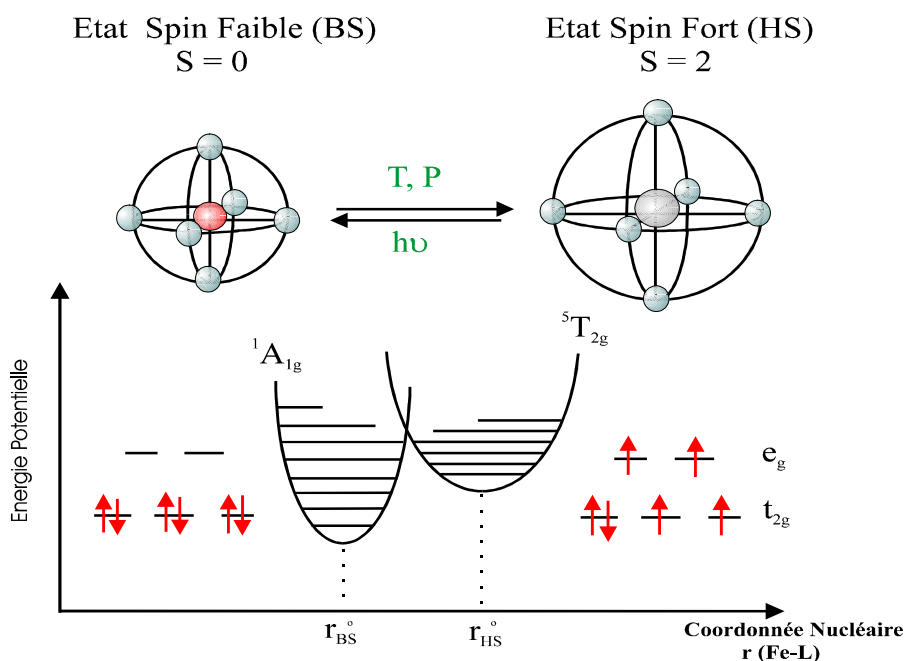 Etat Spin Faible (BS)
S = 0
Etat Spin Fort (HS)
S = 2
T, P
hυ
Energie Potentielle
¹A₁g
⁵T₂g
eg
t₂g
r°BS
r°HS
Coordonnée Nucléaire
r (Fe-L)